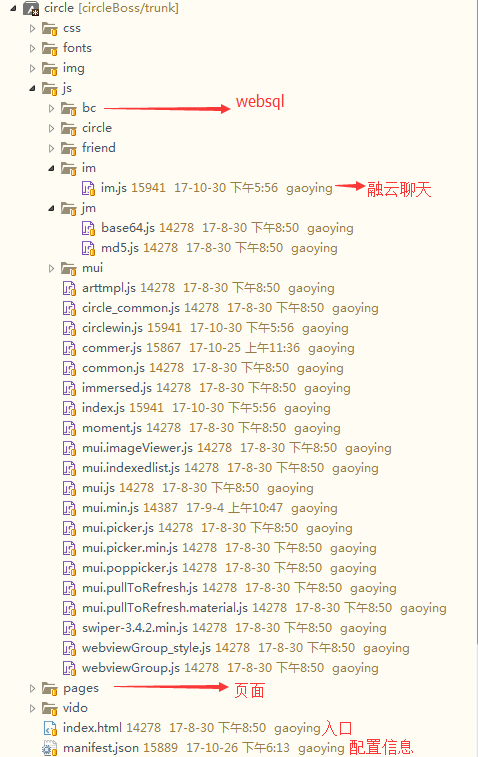 circle [circleBoss/trunk]
css
fonts
img
js
bc websql
circle
friend
im
im.js 15941 17-10-30 下午5:56 gaoying 融云聊天
jm
base64.js 14278 17-8-30 下午8:50 gaoying
md5.js 14278 17-8-30 下午8:50 gaoying
mui
arttmpl.js 14278 17-8-30 下午8:50 gaoying
circle_common.js 14278 17-8-30 下午8:50 gaoying
circlewin.js 15941 17-10-30 下午5:56 gaoying
commer.js 15867 17-10-25 上午11:36 gaoying
common.js 14278 17-8-30 下午8:50 gaoying
immersed.js 14278 17-8-30 下午8:50 gaoying
index.js 15941 17-10-30 下午5:56 gaoying
moment.js 14278 17-8-30 下午8:50 gaoying
mui.imageViewer.js 14278 17-8-30 下午8:50 gaoying
mui.indexedlist.js 14278 17-8-30 下午8:50 gaoying
mui.js 14278 17-8-30 下午8:50 gaoying
mui.min.js 14387 17-9-4 上午10:47 gaoying
mui.picker.js 14278 17-8-30 下午8:50 gaoying
mui.picker.min.js 14278 17-8-30 下午8:50 gaoying
mui.poppicker.js 14278 17-8-30 下午8:50 gaoying
mui.pullToRefresh.js 14278 17-8-30 下午8:50 gaoying
mui.pullToRefresh.material.js 14278 17-8-30 下午8:50 gaoying
swiper-3.4.2.min.js 14278 17-8-30 下午8:50 gaoying
webviewGroup_style.js 14278 17-8-30 下午8:50 gaoying
webviewGroup.js 14278 17-8-30 下午8:50 gaoying
pages 页面
vido
index.html 14278 17-8-30 下午8:50 gaoying 入口
manifest.json 15889 17-10-26 下午6:13 gaoying 配置信息